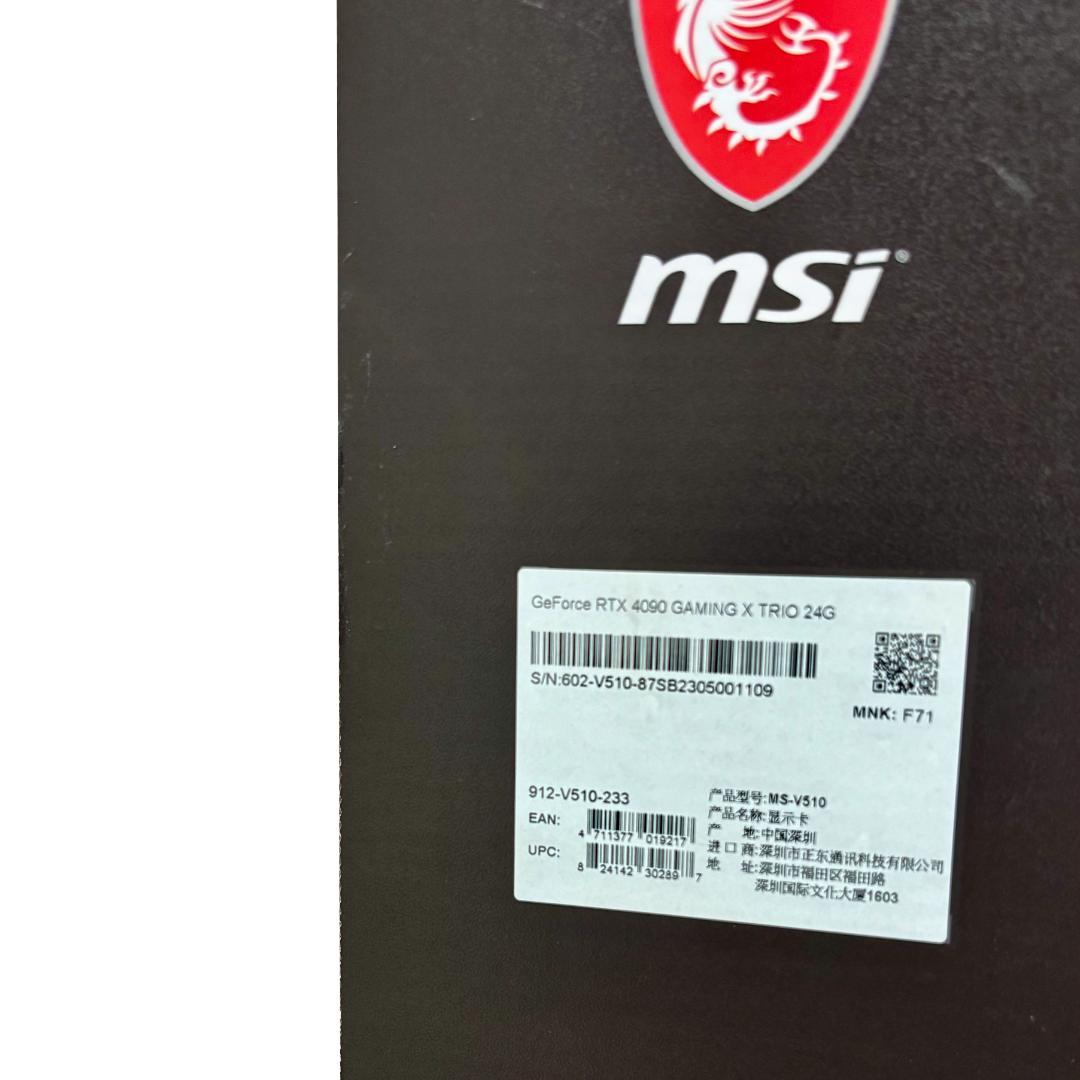 msi®
GeForce RTX 4090 GAMING X TRIO 24G
S/N:602-V510-87SB2305001109
MNK: F71
912-V510-233
EAN:
4 711377 019217
UPC:
8 24142 30289 7
产品型号:MS-V510
产品名称:显示卡
产 地:中国深圳
进口商:深圳市正东通讯科技有限公司
地 址:深圳市福田区福田路
深圳国际文化大厦1603